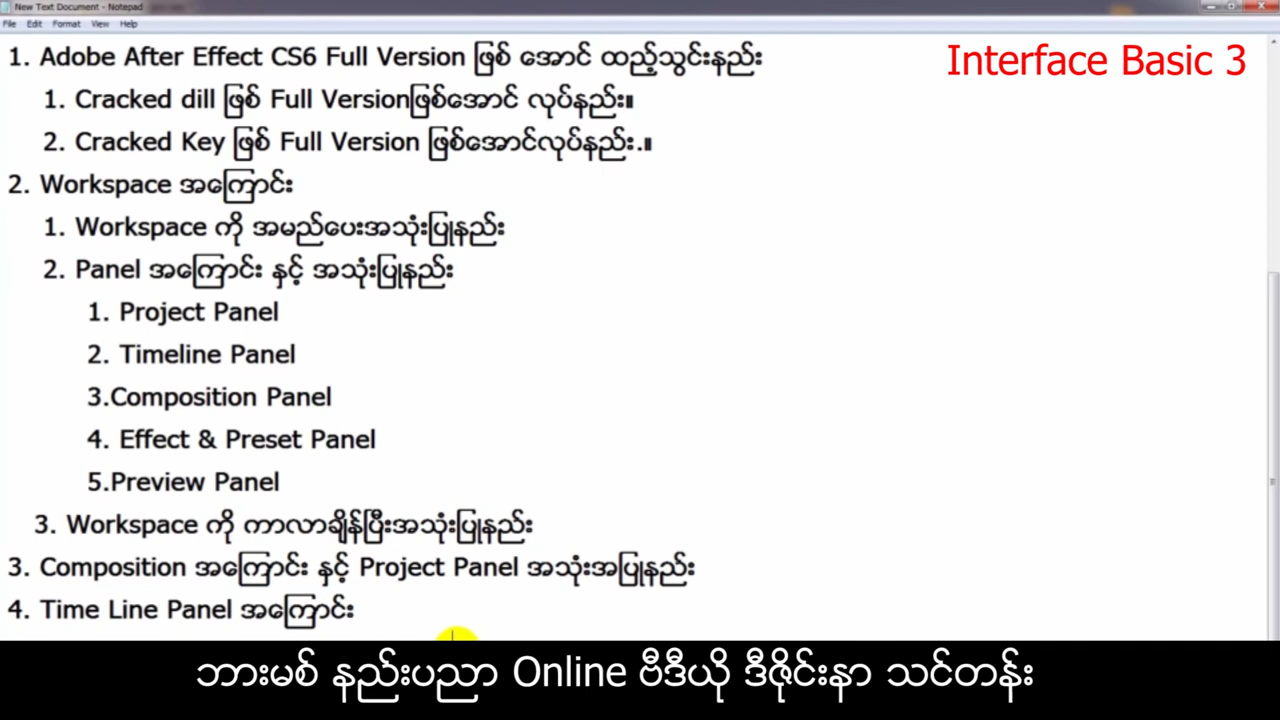 New Text Document - Notepad
File Edit Format View Help
Interface Basic 3
1. Adobe After Effect CS6 Full Version ဖြစ် အောင် ထည့်သွင်းနည်း
1. Cracked dill ဖြစ် Full Versionဖြစ်အောင် လုပ်နည်း။
2. Cracked Key ဖြစ် Full Version ဖြစ်အောင်လုပ်နည်း.။
2. Workspace အကြောင်း
1. Workspace ကို အမည်ပေးအသုံးပြုနည်း
2. Panel အကြောင်း နှင့် အသုံးပြုနည်း
1. Project Panel
2. Timeline Panel
3.Composition Panel
4. Effect & Preset Panel
5.Preview Panel
3. Workspace ကို ကာလာချိန်ပြီးအသုံးပြုနည်း
3. Composition အကြောင်း နှင့် Project Panel အသုံးအပြုနည်း
4. Time Line Panel အကြောင်း
ဘားမစ် နည်းပညာ Online ဗီဒီယို ဒီဇိုင်းနာ သင်တန်း